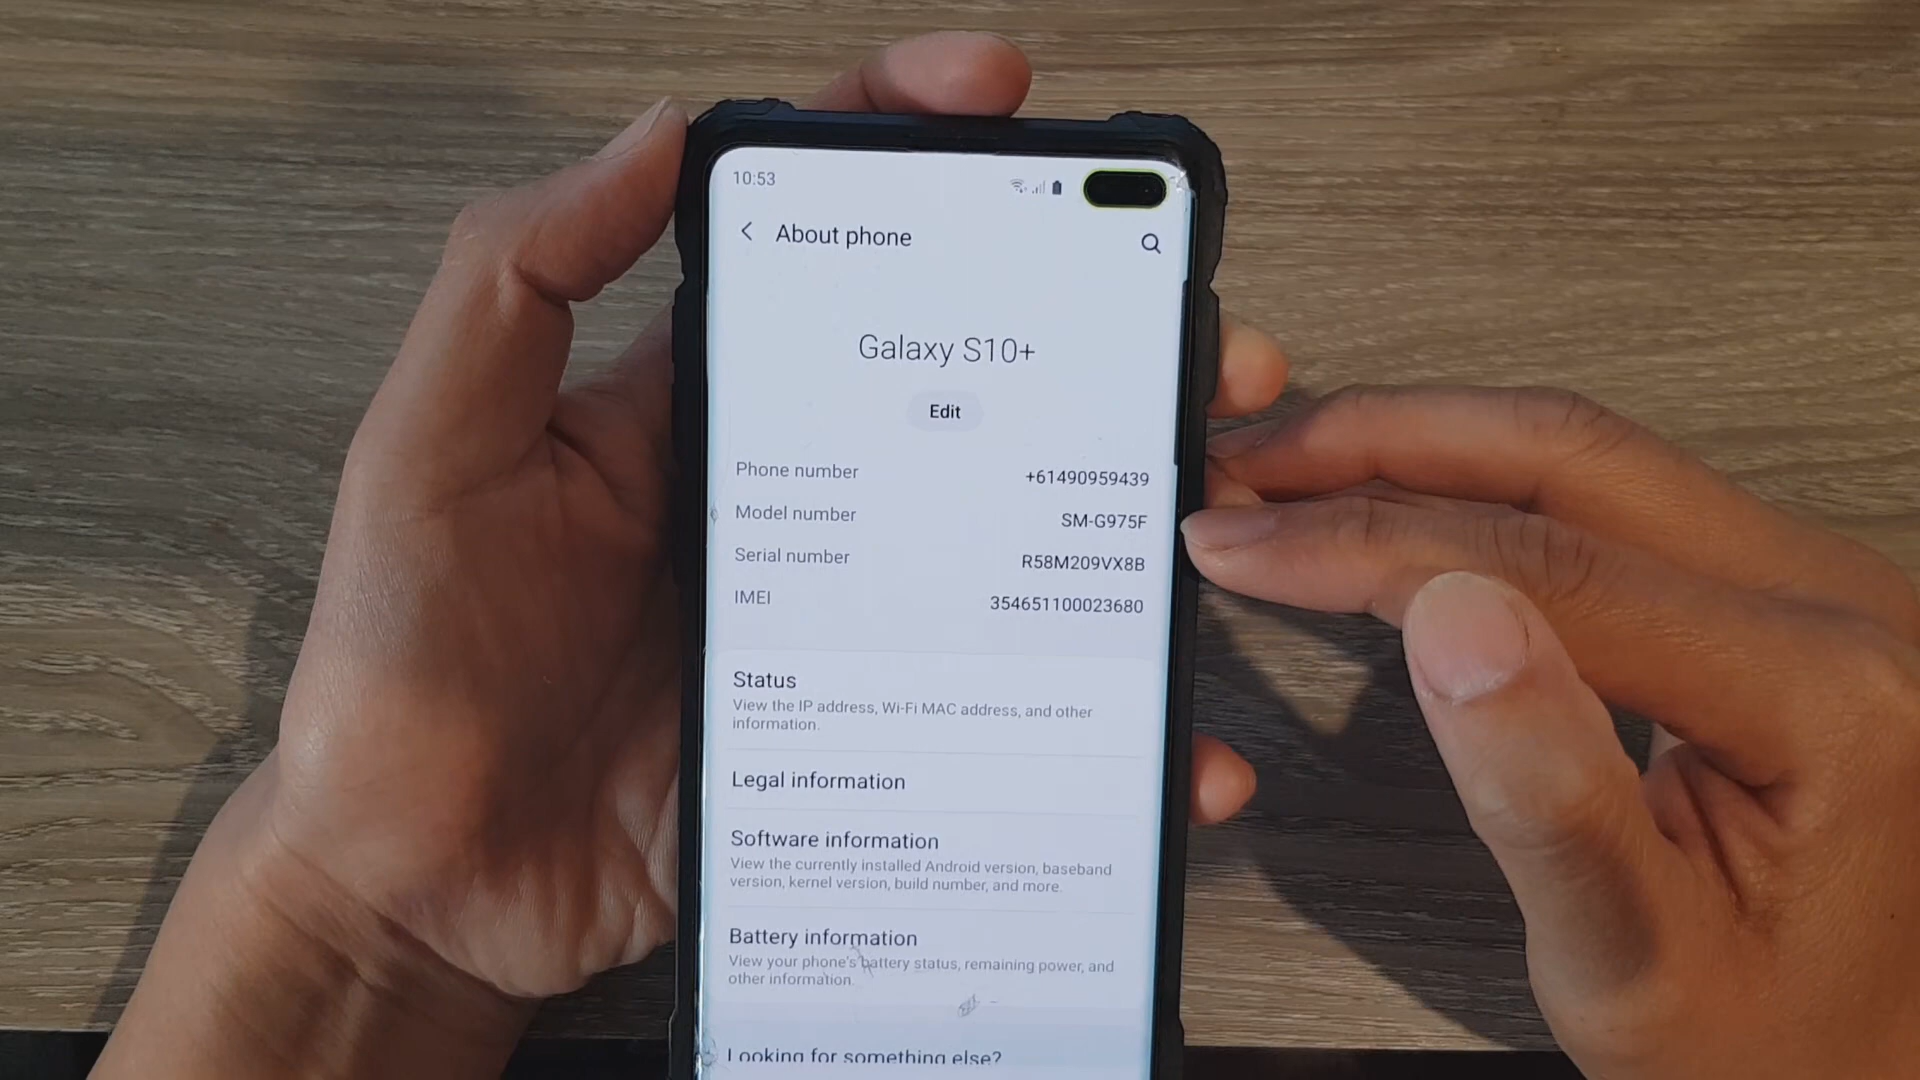 10:53
About phone
Galaxy S10+
Edit
Phone number +61490959439
Model number SM-G975F
Serial number R58M209VX8B
IMEI 354651100023680
Status
View the IP address, Wi-Fi MAC address, and other
information.
Legal information
Software information
View the currently installed Android version, baseband
version, kernel version, build number, and more.
Battery information
View your phone's battery status, remaining power, and
other information.
Looking for something else?